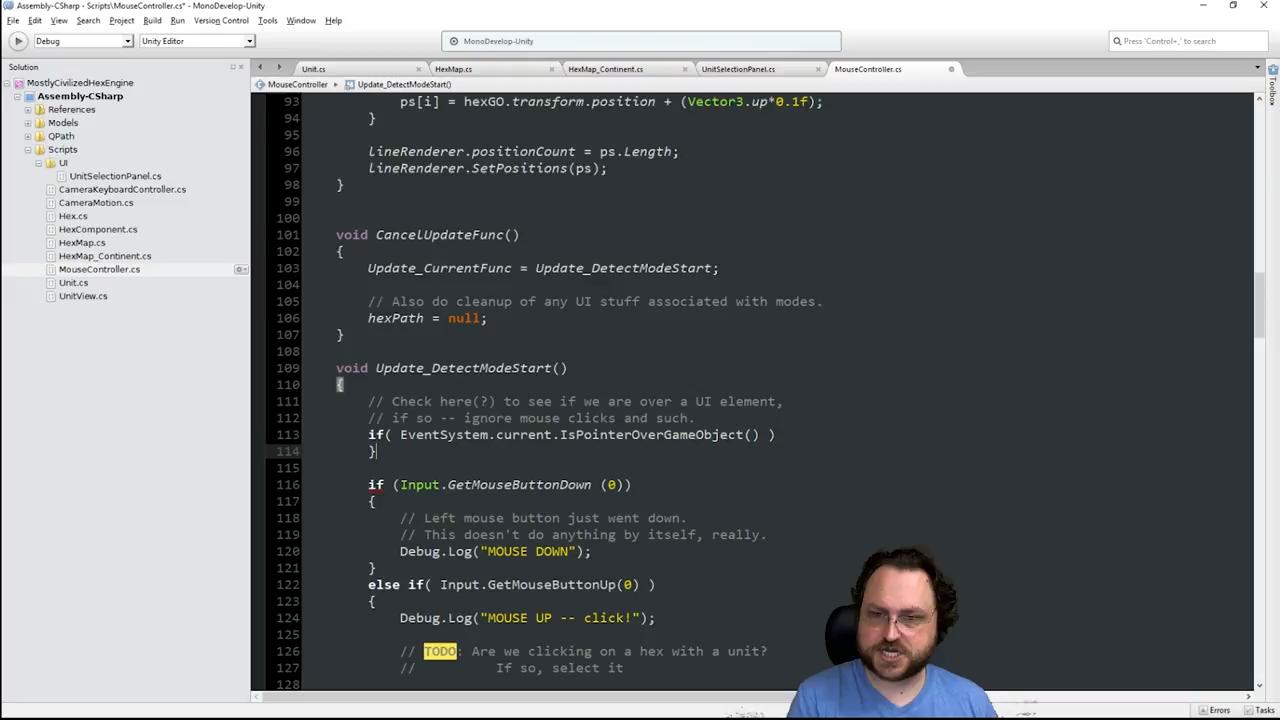 Assembly-CSharp - Scripts\MouseController.cs* - MonoDevelop-Unity
File Edit View Search Project Build Run Version Control Tools Window Help
Debug Unity Editor MonoDevelop-Unity Press 'Control+,' to search
Solution Unit.cs HexMap.cs HexMap_Continent.cs UnitSelectionPanel.cs MouseController.cs
MouseController Update_DetectModeStart()
Toolbox
MostlyCivilizedHexEngine
Assembly-CSharp
References
Models
QPath
Scripts
UI
UnitSelectionPanel.cs
CameraKeyboardController.cs
CameraMotion.cs
Hex.cs
HexComponent.cs
HexMap.cs
HexMap_Continent.cs
MouseController.cs
Unit.cs
UnitView.cs
93 ps[i] = hexGO.transform.position + (Vector3.up*0.1f);
94 }
95
96 lineRenderer.positionCount = ps.Length;
97 lineRenderer.SetPositions(ps);
98 }
99
100
101 void CancelUpdateFunc()
102 {
103 Update_CurrentFunc = Update_DetectModeStart;
104
105 // Also do cleanup of any UI stuff associated with modes.
106 hexPath = null;
107 }
108
109 void Update_DetectModeStart()
110 {
111 // Check here(?) to see if we are over a UI element,
112 // if so -- ignore mouse clicks and such.
113 if( EventSystem.current.IsPointerOverGameObject() )
114 }
115
116 if (Input.GetMouseButtonDown (0))
117 {
118 // Left mouse button just went down.
119 // This doesn't do anything by itself, really.
120 Debug.Log("MOUSE DOWN");
121 }
122 else if( Input.GetMouseButtonUp(0) )
123 {
124 Debug.Log("MOUSE UP -- click!");
125
126 // TODO: Are we clicking on a hex with a unit?
127 // If so, select it
128
Errors Tasks